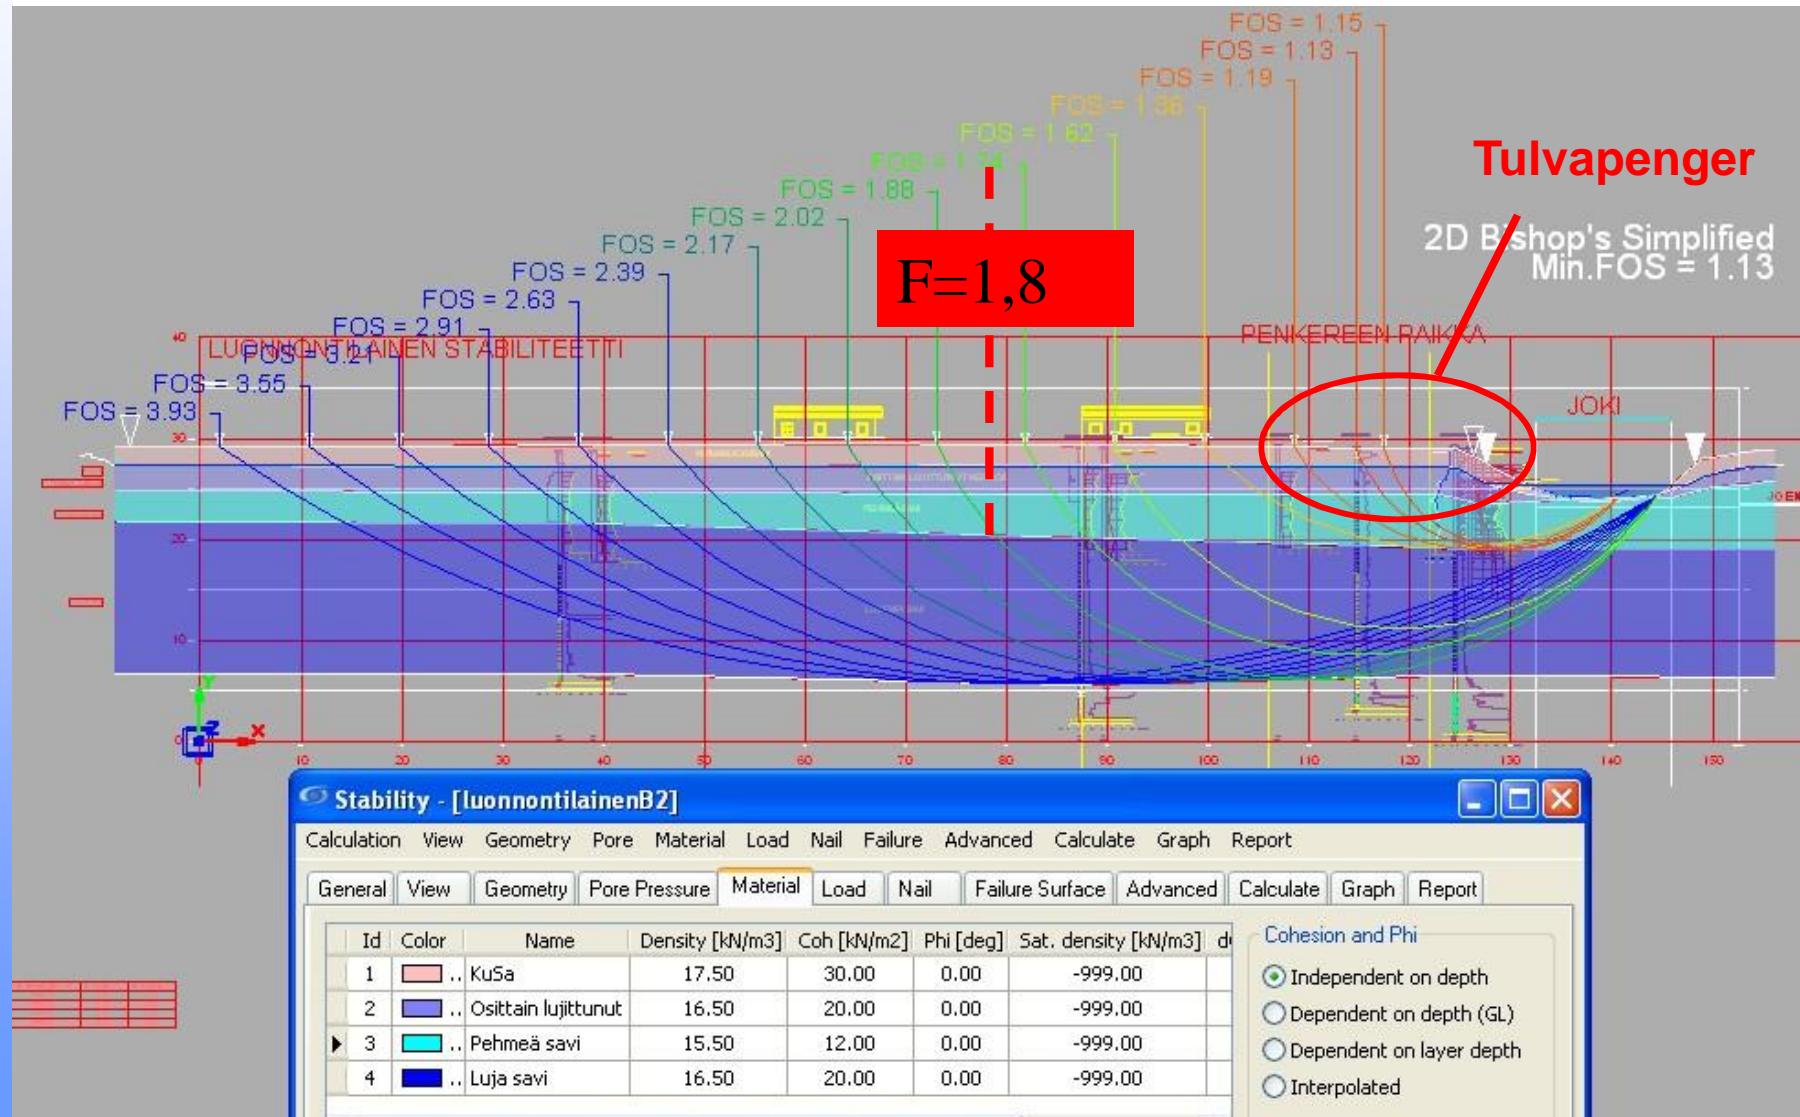 FOS = 1.15
FOS = 1.13
FOS = 1.19
FOS = 1.36
FOS = 1.62
FOS = 1.74
FOS = 1.88
FOS = 2.02
FOS = 2.17
FOS = 2.39
FOS = 2.63
FOS = 2.91
FOS = 3.21
FOS = 3.55
FOS = 3.93
Tulvapenger
2D Bishop's Simplified
Min.FOS = 1.13
F=1,8
LUONNONTILAINEN STABILITEETTI
PENKEREEN PAIKKA
JOKI
40
30
20
10
0
Y
Z
X
10 20 30 40 50 60 70 80 90 100 110 120 130 140 150
Stability - [luonnontilainenB2]
Calculation View Geometry Pore Material Load Nail Failure Advanced Calculate Graph Report
General View Geometry Pore Pressure Material Load Nail Failure Surface Advanced Calculate Graph Report
Id Color Name Density [kN/m3] Coh [kN/m2] Phi [deg] Sat. density [kN/m3]
1 .. KuSa 17.50 30.00 0.00 -999.00
2 .. Osittain lujittunut 16.50 20.00 0.00 -999.00
3 .. Pehmeä savi 15.50 12.00 0.00 -999.00
4 .. Luja savi 16.50 20.00 0.00 -999.00
Cohesion and Phi
Independent on depth
Dependent on depth (GL)
Dependent on layer depth
Interpolated